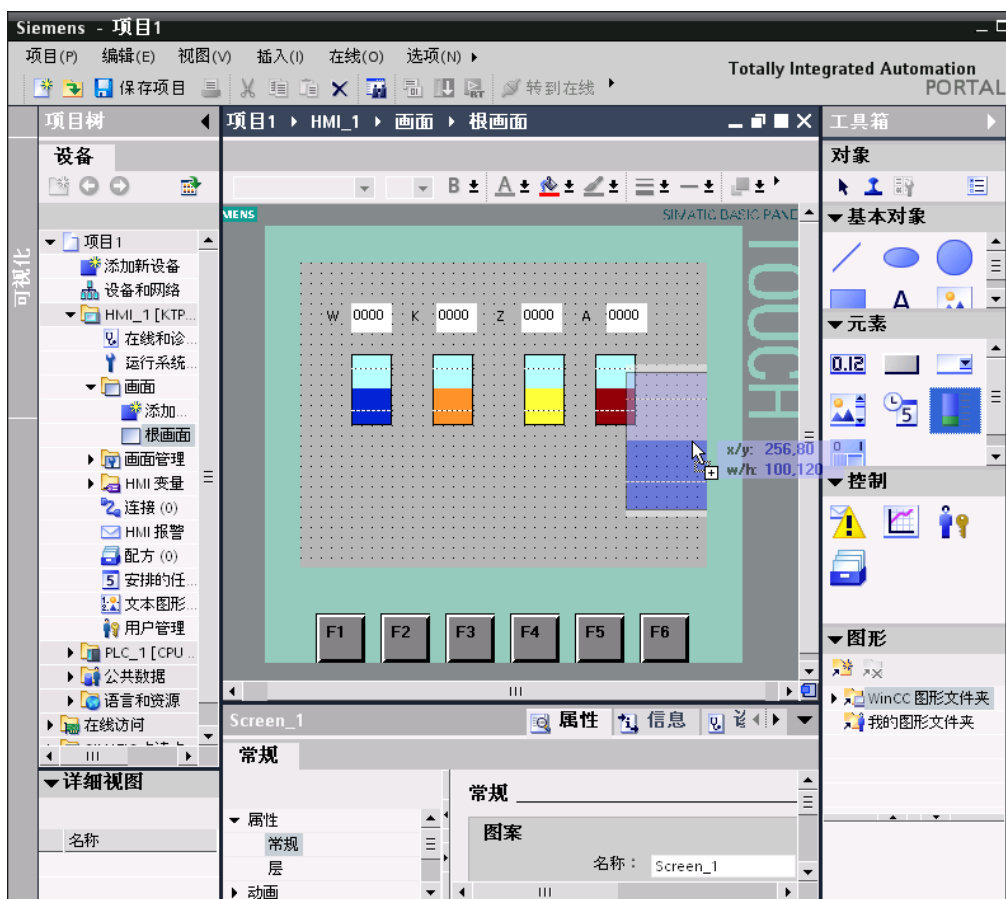 Siemens - 项目1
项目(P) 编辑(E) 视图(V) 插入(I) 在线(O) 选项(N)
Totally Integrated Automation
PORTAL
保存项目
转到在线
项目树
项目1 HMI_1 画面 根画面
工具箱
设备
对象
B A
MENS
SIMATIC BASIC PANE
TOUCH
可视化
项目1
添加新设备
设备和网络
HMI_1 [KTP...
在线和诊...
运行系统...
画面
添加...
根画面
画面管理
HMI 变量
连接 (0)
HMI 报警
配方 (0)
安排的任...
文本图形...
用户管理
PLC_1 [CPU ..
公共数据
语言和资源
在线访问
详细视图
名称
W 0000 K 0000 Z 0000 A 0000
x/y: 256,80
w/h: 100,120
F1 F2 F3 F4 F5 F6
基本对象
A
元素
0.12
5
0 1
控制
图形
WinCC 图形文件夹
我的图形文件夹
Screen_1
属性 信息
常规
属性
常规
层
动画
常规
图案
名称：
Screen_1